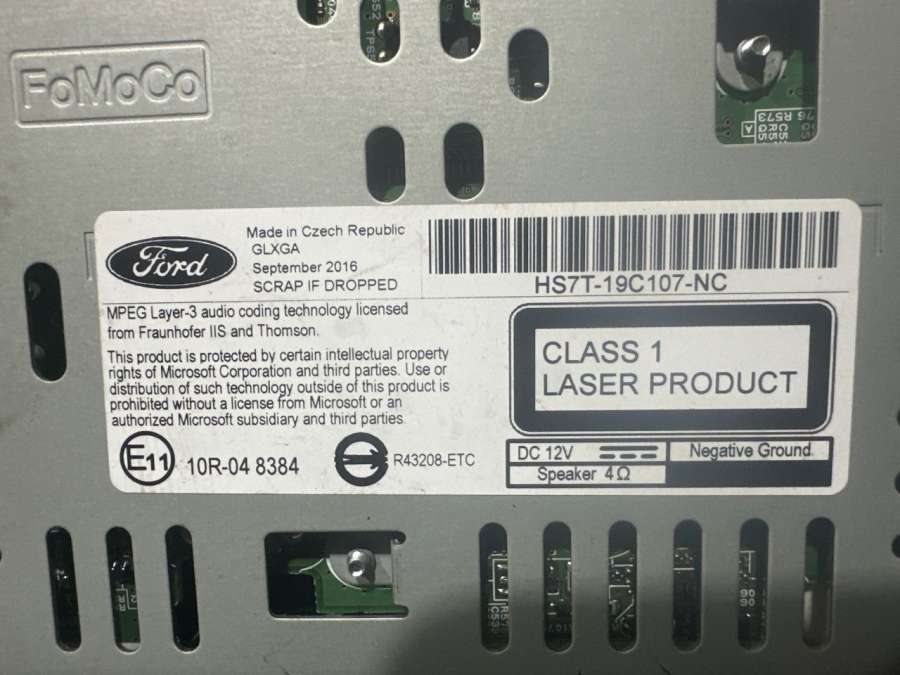 FoMoCo
Ford
Made in Czech Republic
GLXGA
September 2016
SCRAP IF DROPPED
HS7T-19C107-NC
MPEG Layer-3 audio coding technology licensed
from Fraunhofer IIS and Thomson.
This product is protected by certain intellectual property
rights of Microsoft Corporation and third parties. Use or
distribution of such technology outside of this product is
prohibited without a license from Microsoft or an
authorized Microsoft subsidiary and third parties.
CLASS 1
LASER PRODUCT
E11
10R-04 8384
R43208-ETC
DC 12V
Negative Ground
Speaker 4Ω
R573